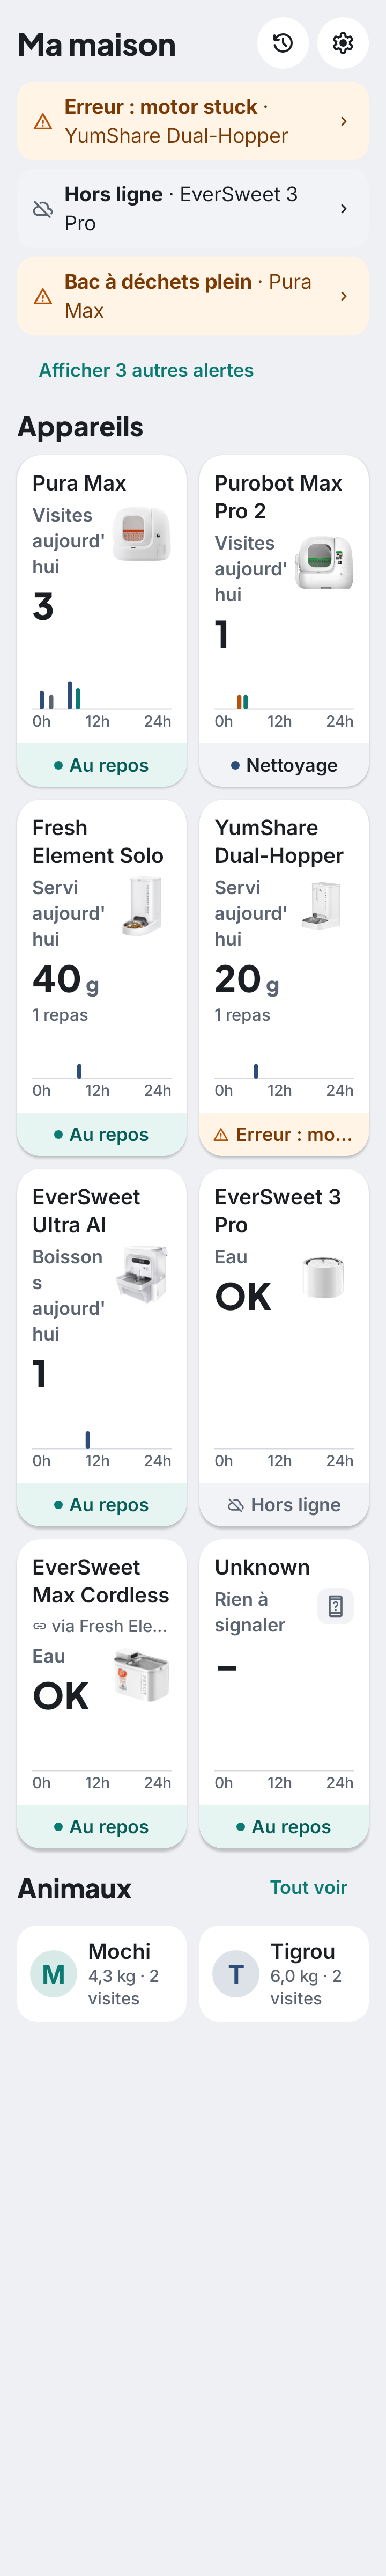 Ma maison
Erreur : motor stuck ·
YumShare Dual-Hopper
Hors ligne · EverSweet 3
Pro
Bac à déchets plein · Pura
Max
Afficher 3 autres alertes
Appareils
Pura Max
Visites
aujourd'
hui
3
0h 12h 24h
Au repos
Purobot Max
Pro 2
Visites
aujourd'
hui
1
0h 12h 24h
Nettoyage
Fresh
Element Solo
Servi
aujourd'
hui
40 g
1 repas
0h 12h 24h
Au repos
YumShare
Dual-Hopper
Servi
aujourd'
hui
20 g
1 repas
0h 12h 24h
Erreur : mo...
EverSweet
Ultra AI
Boisson
s
aujourd'
hui
1
0h 12h 24h
Au repos
EverSweet 3
Pro
Eau
OK
0h 12h 24h
Hors ligne
EverSweet
Max Cordless
via Fresh Ele...
Eau
OK
0h 12h 24h
Au repos
Unknown
Rien à
signaler
–
0h 12h 24h
Au repos
Animaux
Tout voir
M
Mochi
4,3 kg · 2
visites
T
Tigrou
6,0 kg · 2
visites